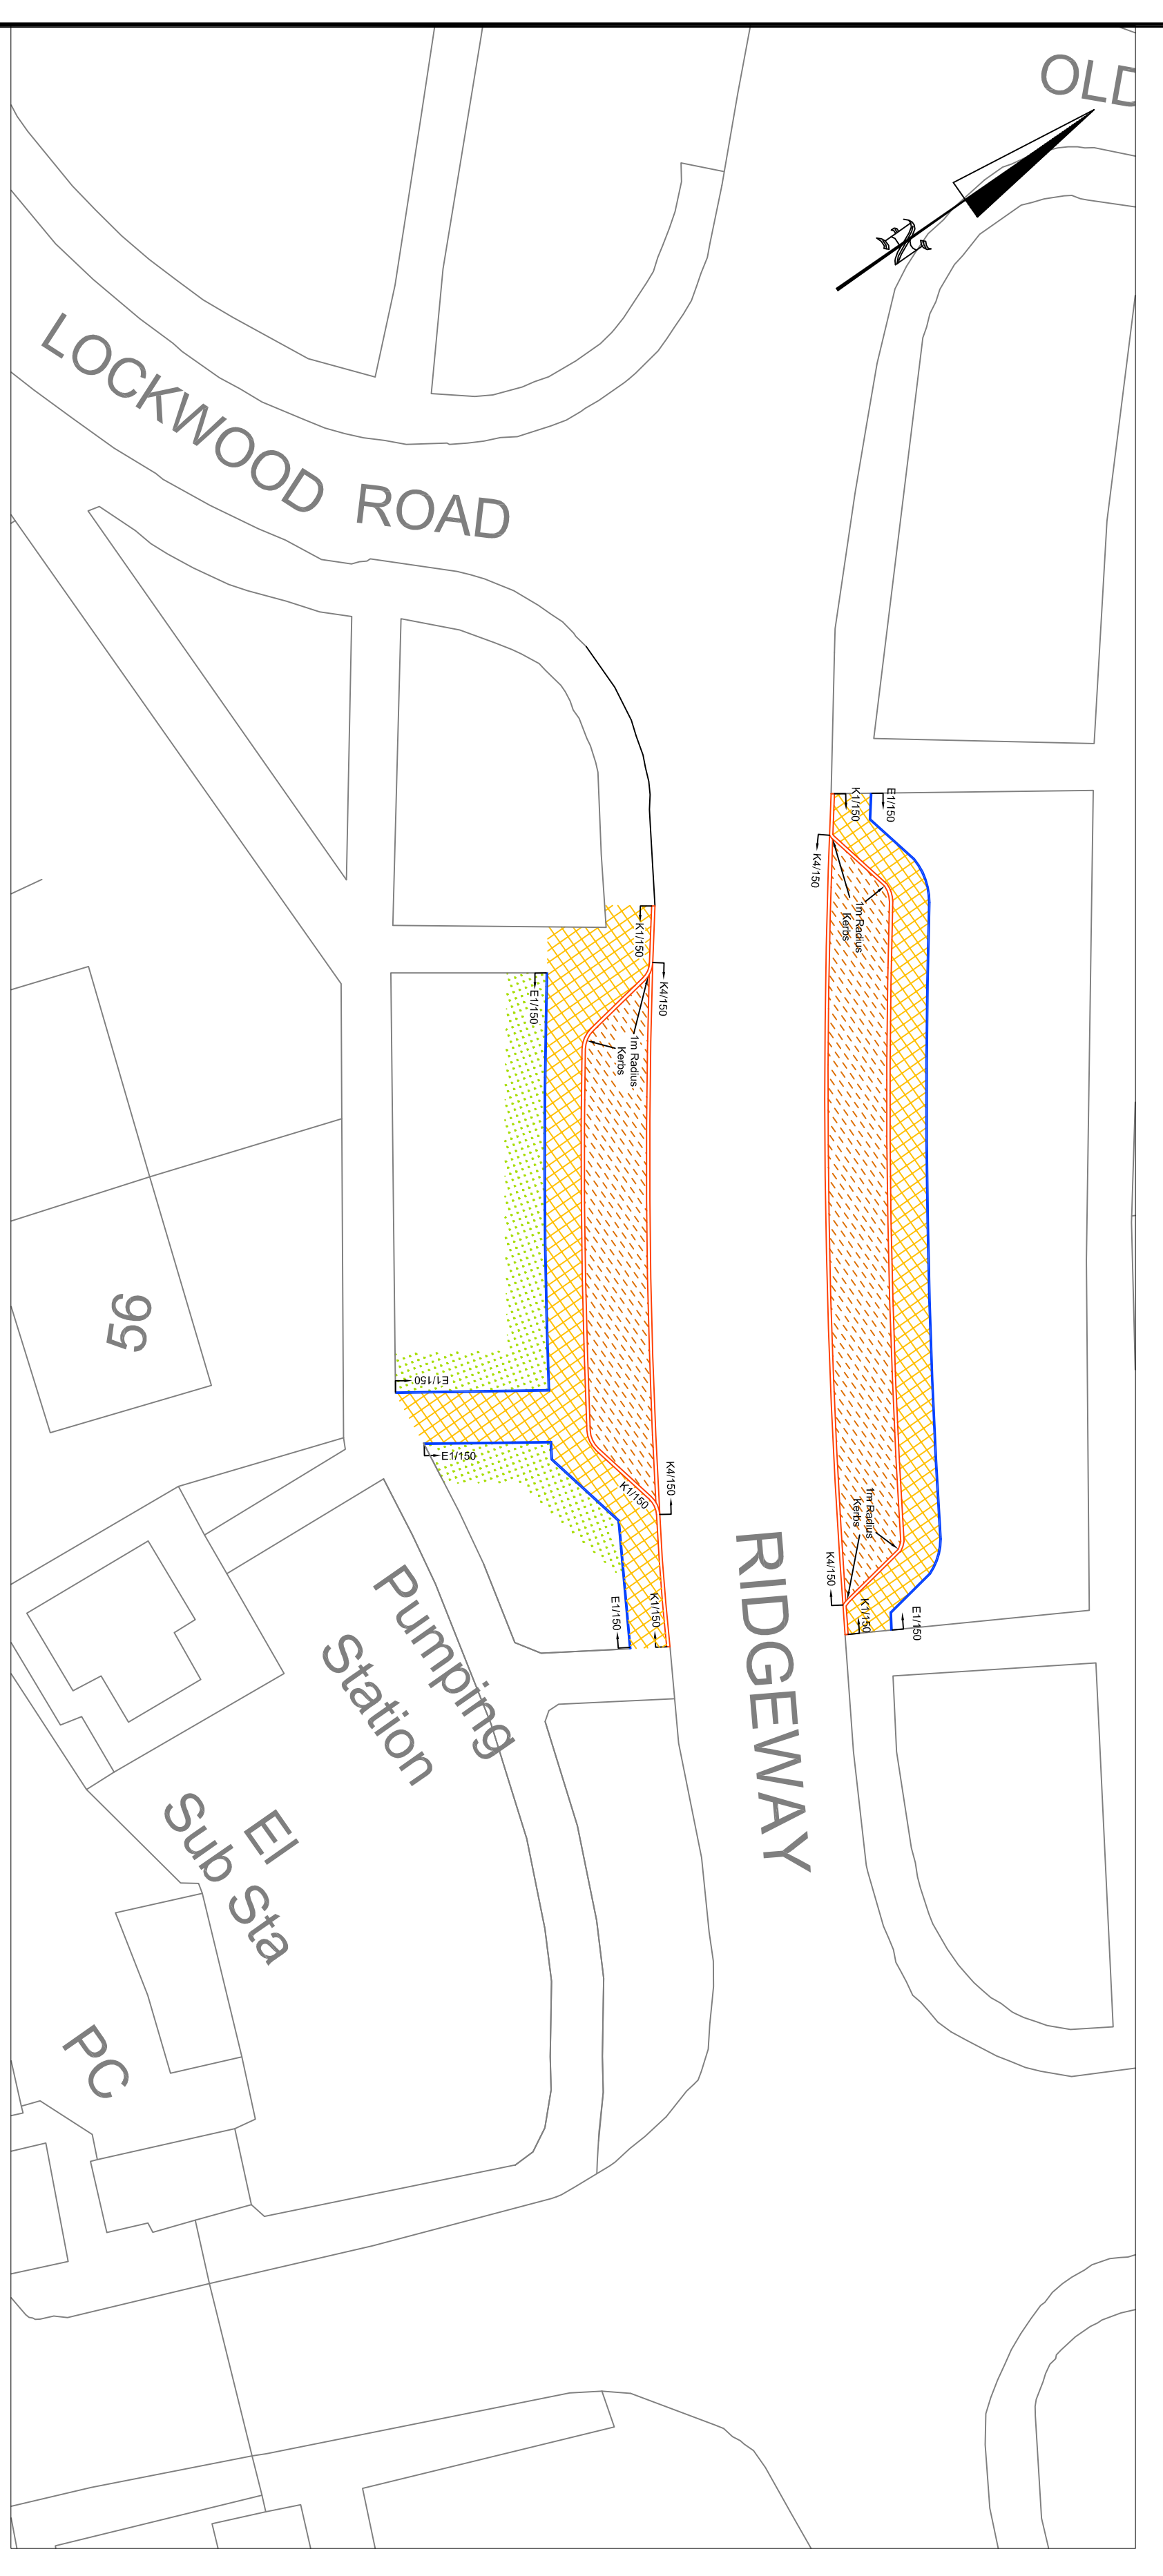 OLD
N
LOCKWOOD ROAD
K1/150
E1/150
K4/150
1m Radius
Kerbs
K1/150
K4/150
E1/150
1m Radius
Kerbs
56
E1/150
E1/150
K4/150
K1/150
1m Radius
Kerbs
K4/150
K1/150
E1/150
E1/150
K1/150
RIDGEWAY
Pumping
Station
El
Sub Sta
PC